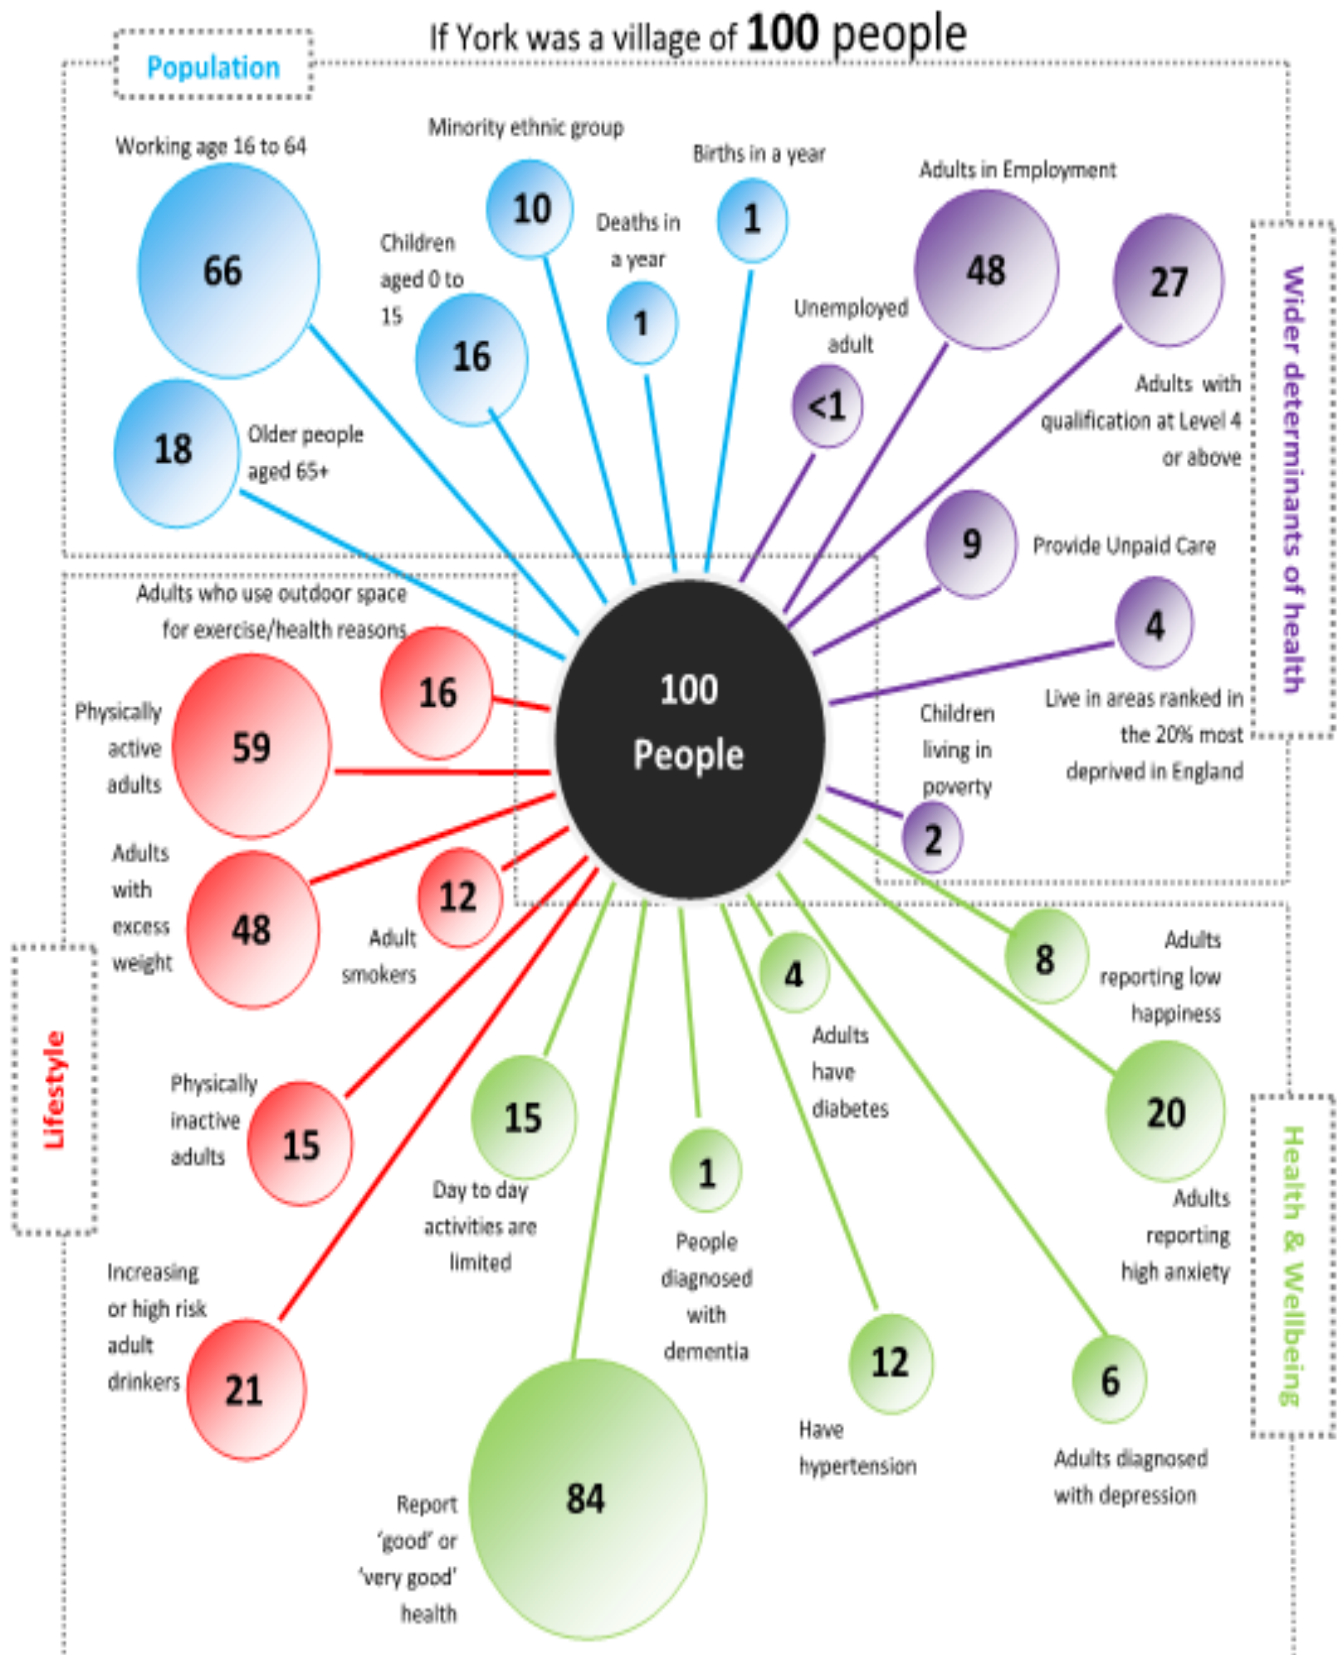 If York was a village of 100 people
Population
Working age 16 to 64
66
18
Older people
aged 65+
Children
aged 0 to
15
16
Minority ethnic group
10
Deaths in
a year
1
Births in a year
1
Wider determinants of health
Unemployed
adult
<1
Adults in Employment
48
27
Adults with
qualification at Level 4
or above
9
Provide Unpaid Care
4
Live in areas ranked in
the 20% most
deprived in England
Children
living in
poverty
2
100
People
Lifestyle
Adults who use outdoor space
for exercise/health reasons
16
Physically
active
adults
59
Adults
with
excess
weight
48
12
Adult
smokers
Physically
inactive
adults
15
Increasing
or high risk
adult
drinkers
21
Health & Wellbeing
15
Day to day
activities are
limited
84
Report
‘good’ or
‘very good’
health
1
People
diagnosed
with
dementia
4
Adults
have
diabetes
12
Have
hypertension
6
Adults diagnosed
with depression
8
Adults
reporting low
happiness
20
Adults
reporting
high anxiety